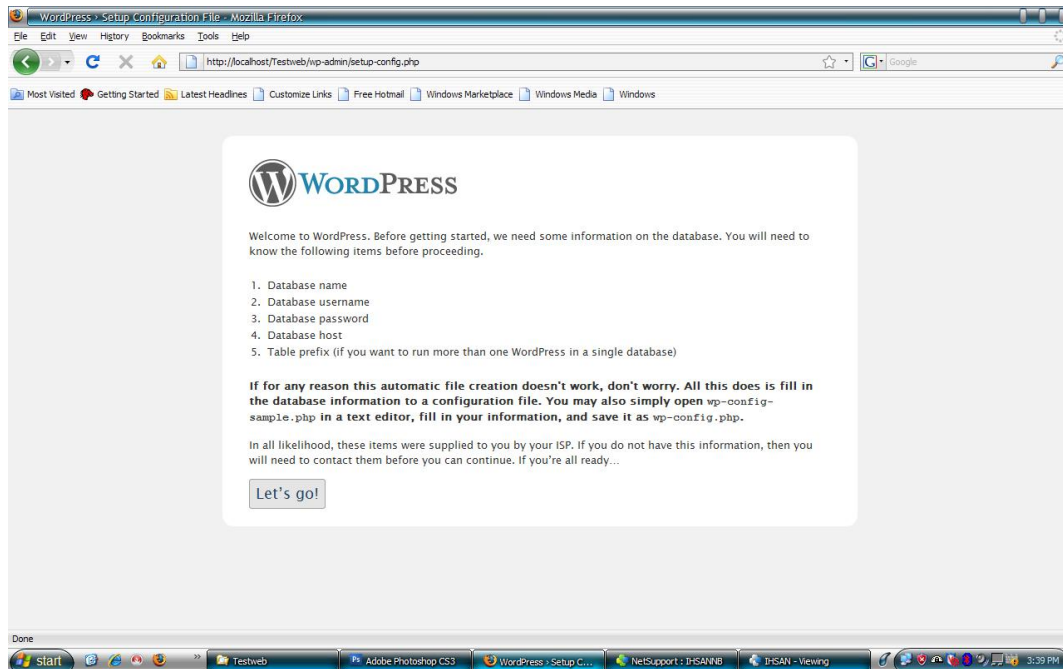 WordPress › Setup Configuration File - Mozilla Firefox
File Edit View History Bookmarks Tools Help
http://localhost/Testweb/wp-admin/setup-config.php
G Google
Most Visited Getting Started Latest Headlines Customize Links Free Hotmail Windows Marketplace Windows Media Windows
WORDPRESS
Welcome to WordPress. Before getting started, we need some information on the database. You will need to
know the following items before proceeding.
1. Database name
2. Database username
3. Database password
4. Database host
5. Table prefix (if you want to run more than one WordPress in a single database)
If for any reason this automatic file creation doesn't work, don't worry. All this does is fill in
the database information to a configuration file. You may also simply open wp-config-
sample.php in a text editor, fill in your information, and save it as wp-config.php.
In all likelihood, these items were supplied to you by your ISP. If you do not have this information, then you
will need to contact them before you can continue. If you're all ready…
Let's go!
Done
start » Testweb Ps Adobe Photoshop CS3 WordPress › Setup C... NetSupport : IHSANNB IHSAN - Viewing 3:39 PM